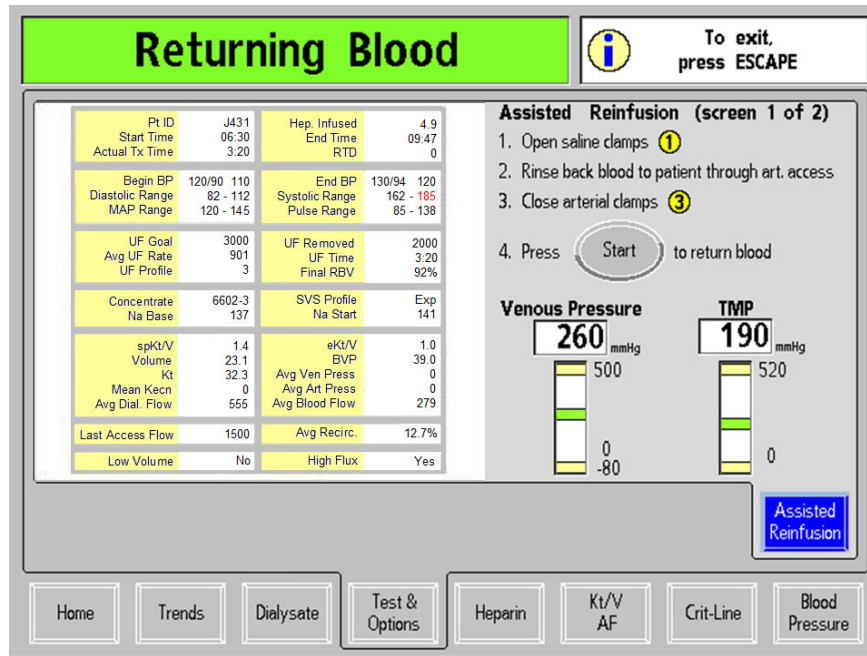 Returning Blood
To exit,
press ESCAPE
Pt ID J431
Start Time 06:30
Actual Tx Time 3:20
Hep. Infused 4.9
End Time 09:47
RTD 0
Begin BP 120/90 110
Diastolic Range 82 - 112
MAP Range 120 - 145
End BP 130/94 120
Systolic Range 162 - 185
Pulse Range 85 - 138
UF Goal 3000
Avg UF Rate 901
UF Profile 3
UF Removed 2000
UF Time 3:20
Final RBV 92%
Concentrate 6602-3
Na Base 137
SVS Profile Exp
Na Start 141
spKt/V 1.4
Volume 23.1
Kt 32.3
Mean Kecn 0
Avg Dial. Flow 555
eKt/V 1.0
BVP 39.0
Avg Ven Press 0
Avg Art Press 0
Avg Blood Flow 279
Last Access Flow 1500
Avg Recirc. 12.7%
Low Volume No
High Flux Yes
Assisted Reinfusion (screen 1 of 2)
1. Open saline clamps 1
2. Rinse back blood to patient through art. access
3. Close arterial clamps 3
4. Press Start to return blood
Venous Pressure
260 mmHg
500
0
-80
TMP
190 mmHg
520
0
Assisted
Reinfusion
Home
Trends
Dialysate
Test &
Options
Heparin
Kt/V
AF
Crit-Line
Blood
Pressure